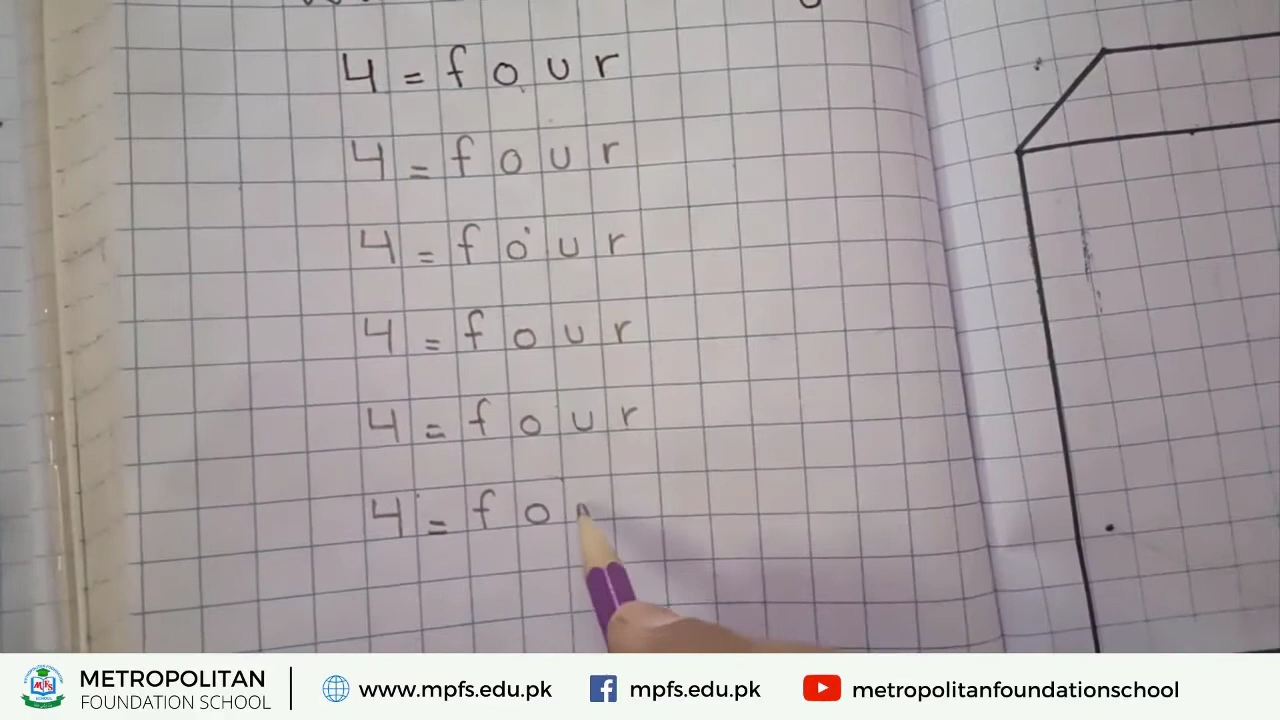 4 = four
4 = four
4 = four
4 = four
4 = four
4 = fo
METROPOLITAN
FOUNDATION SCHOOL
www.mpfs.edu.pk
mpfs.edu.pk
metropolitanfoundationschool